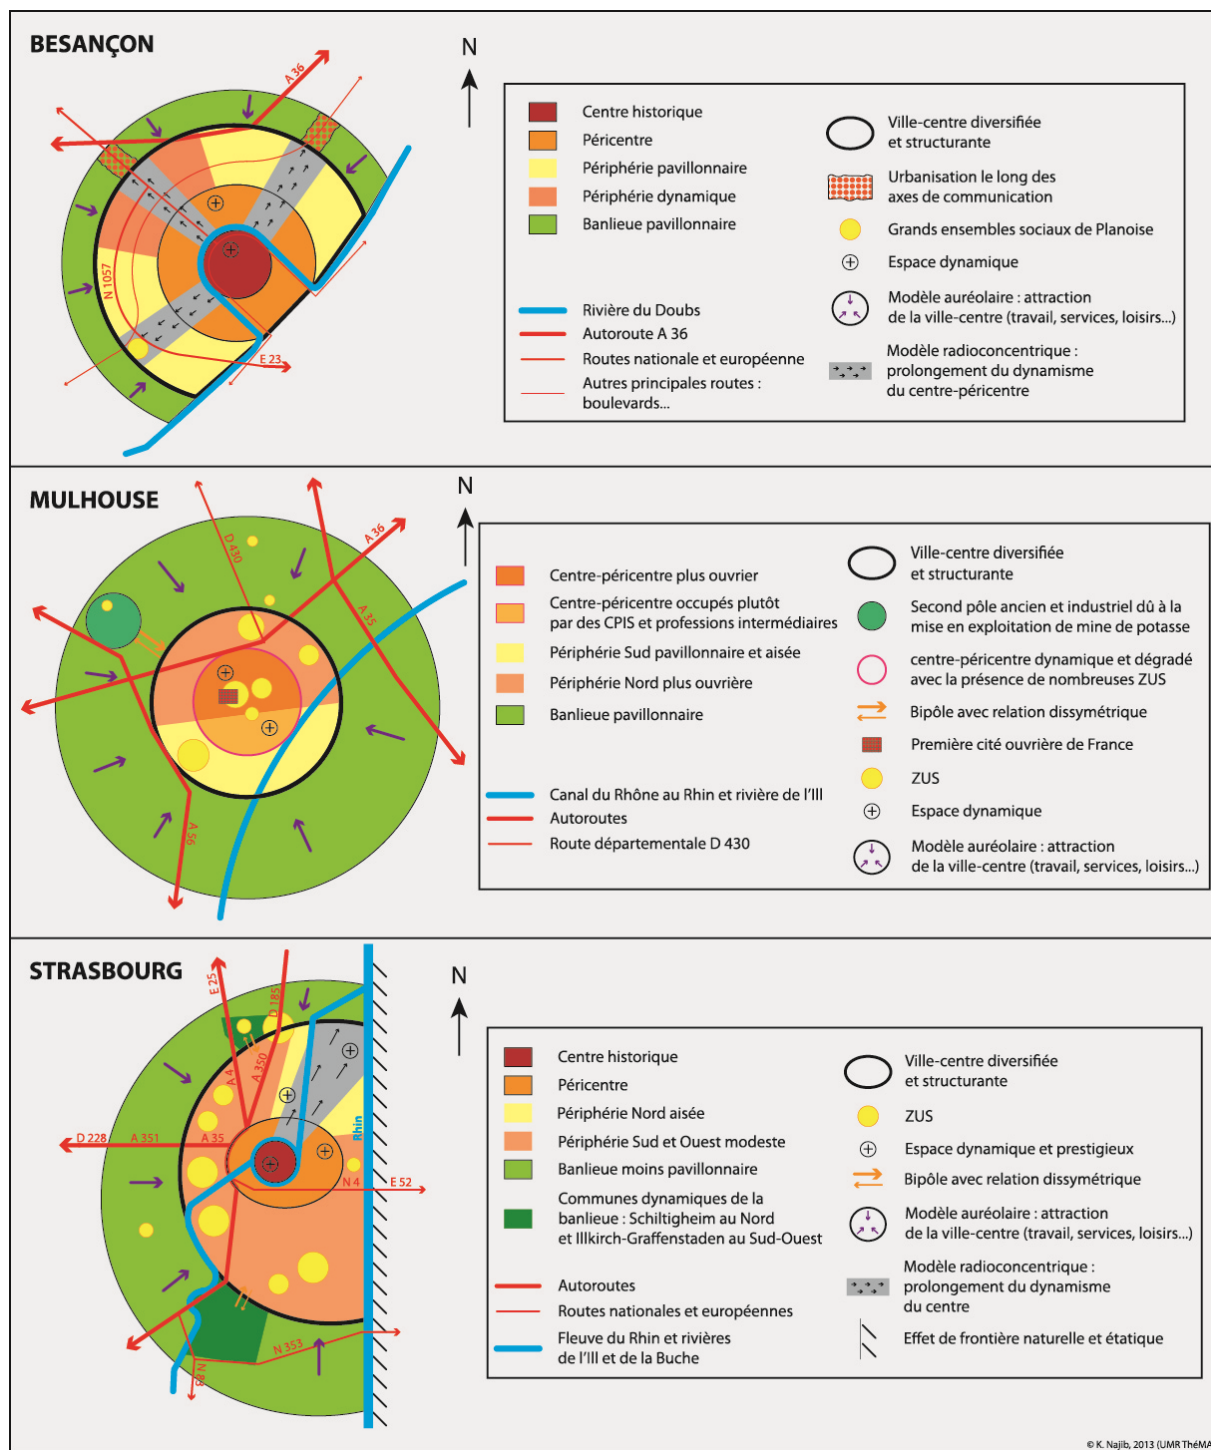 BESANÇON
N
A 36
N 1057
E 23
Centre historique
Péricentre
Périphérie pavillonnaire
Périphérie dynamique
Banlieue pavillonnaire
Rivière du Doubs
Autoroute A 36
Routes nationale et européenne
Autres principales routes :
boulevards...
Ville-centre diversifiée
et structurante
Urbanisation le long des
axes de communication
Grands ensembles sociaux de Planoise
Espace dynamique
Modèle auréolaire : attraction
de la ville-centre (travail, services, loisirs...)
Modèle radioconcentrique :
prolongement du dynamisme
du centre-péricentre
MULHOUSE
N
D 430
A 36
A 35
A 56
Centre-péricentre plus ouvrier
Centre-péricentre occupés plutôt
par des CPIS et professions intermédiaires
Périphérie Sud pavillonnaire et aisée
Périphérie Nord plus ouvrière
Banlieue pavillonnaire
Canal du Rhône au Rhin et rivière de l'Ill
Autoroutes
Route départementale D 430
Ville-centre diversifiée
et structurante
Second pôle ancien et industriel dû à la
mise en exploitation de mine de potasse
centre-péricentre dynamique et dégradé
avec la présence de nombreuses ZUS
Bipôle avec relation dissymétrique
Première cité ouvrière de France
ZUS
Espace dynamique
Modèle auréolaire : attraction
de la ville-centre (travail, services, loisirs...)
STRASBOURG
N
E 25
D 185
A 4
A 350
D 228
A 351
A 35
Rhin
N 4
E 52
N 353
N 83
Centre historique
Péricentre
Périphérie Nord aisée
Périphérie Sud et Ouest modeste
Banlieue moins pavillonnaire
Communes dynamiques de la
banlieue : Schiltigheim au Nord
et Illkirch-Graffenstaden au Sud-Ouest
Autoroutes
Routes nationales et européennes
Fleuve du Rhin et rivières
de l'Ill et de la Buche
Ville-centre diversifiée
et structurante
ZUS
Espace dynamique et prestigieux
Bipôle avec relation dissymétrique
Modèle auréolaire : attraction
de la ville-centre (travail, services, loisirs...)
Modèle radioconcentrique :
prolongement du dynamisme
du centre
Effet de frontière naturelle et étatique
© K. Najib, 2013 (UMR ThéMA)